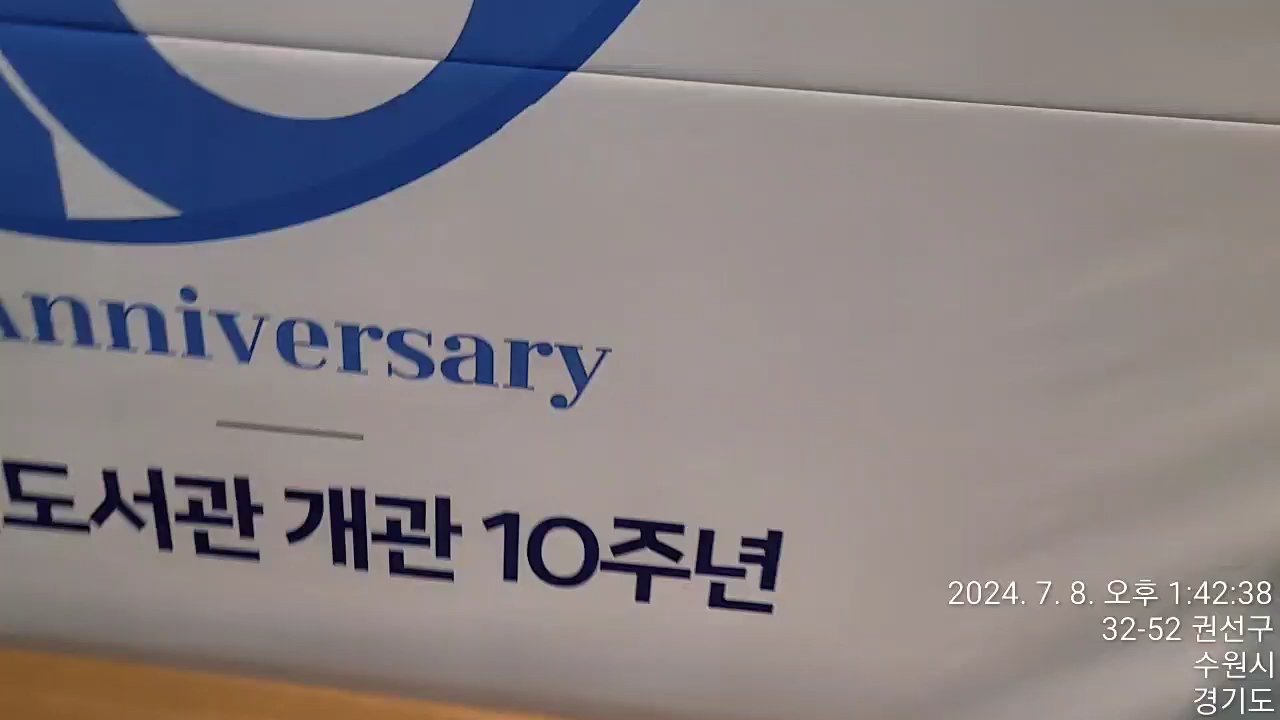 Anniversary
도서관 개관 10주년
2024. 7. 8. 오후 1:42:38
32-52 권선구
수원시
경기도